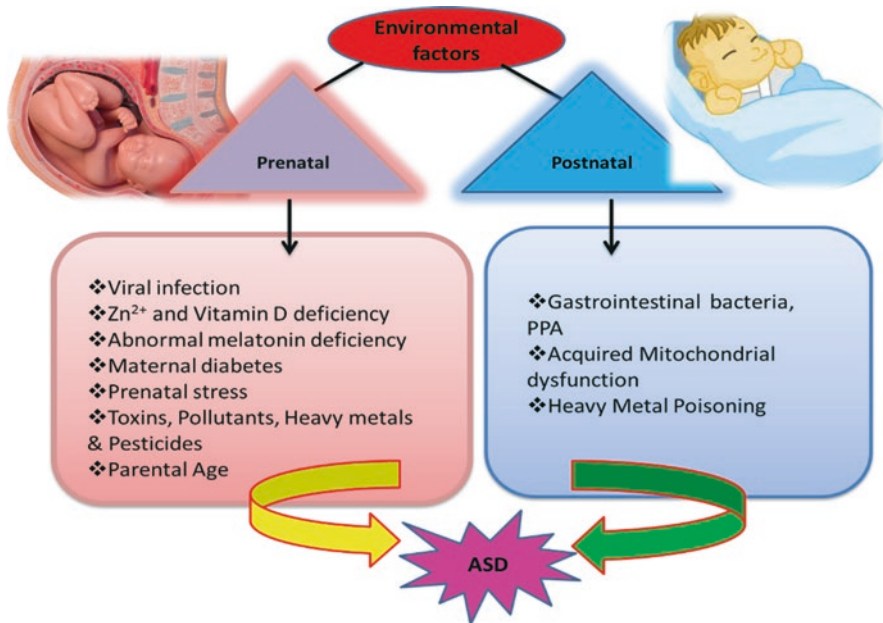 Environmental
factors
Prenatal
Postnatal
❖Viral infection
❖Zn²⁺ and Vitamin D deficiency
❖Abnormal melatonin deficiency
❖Maternal diabetes
❖Prenatal stress
❖Toxins, Pollutants, Heavy metals
& Pesticides
❖Parental Age
❖Gastrointestinal bacteria,
PPA
❖Acquired Mitochondrial
dysfunction
❖Heavy Metal Poisoning
ASD